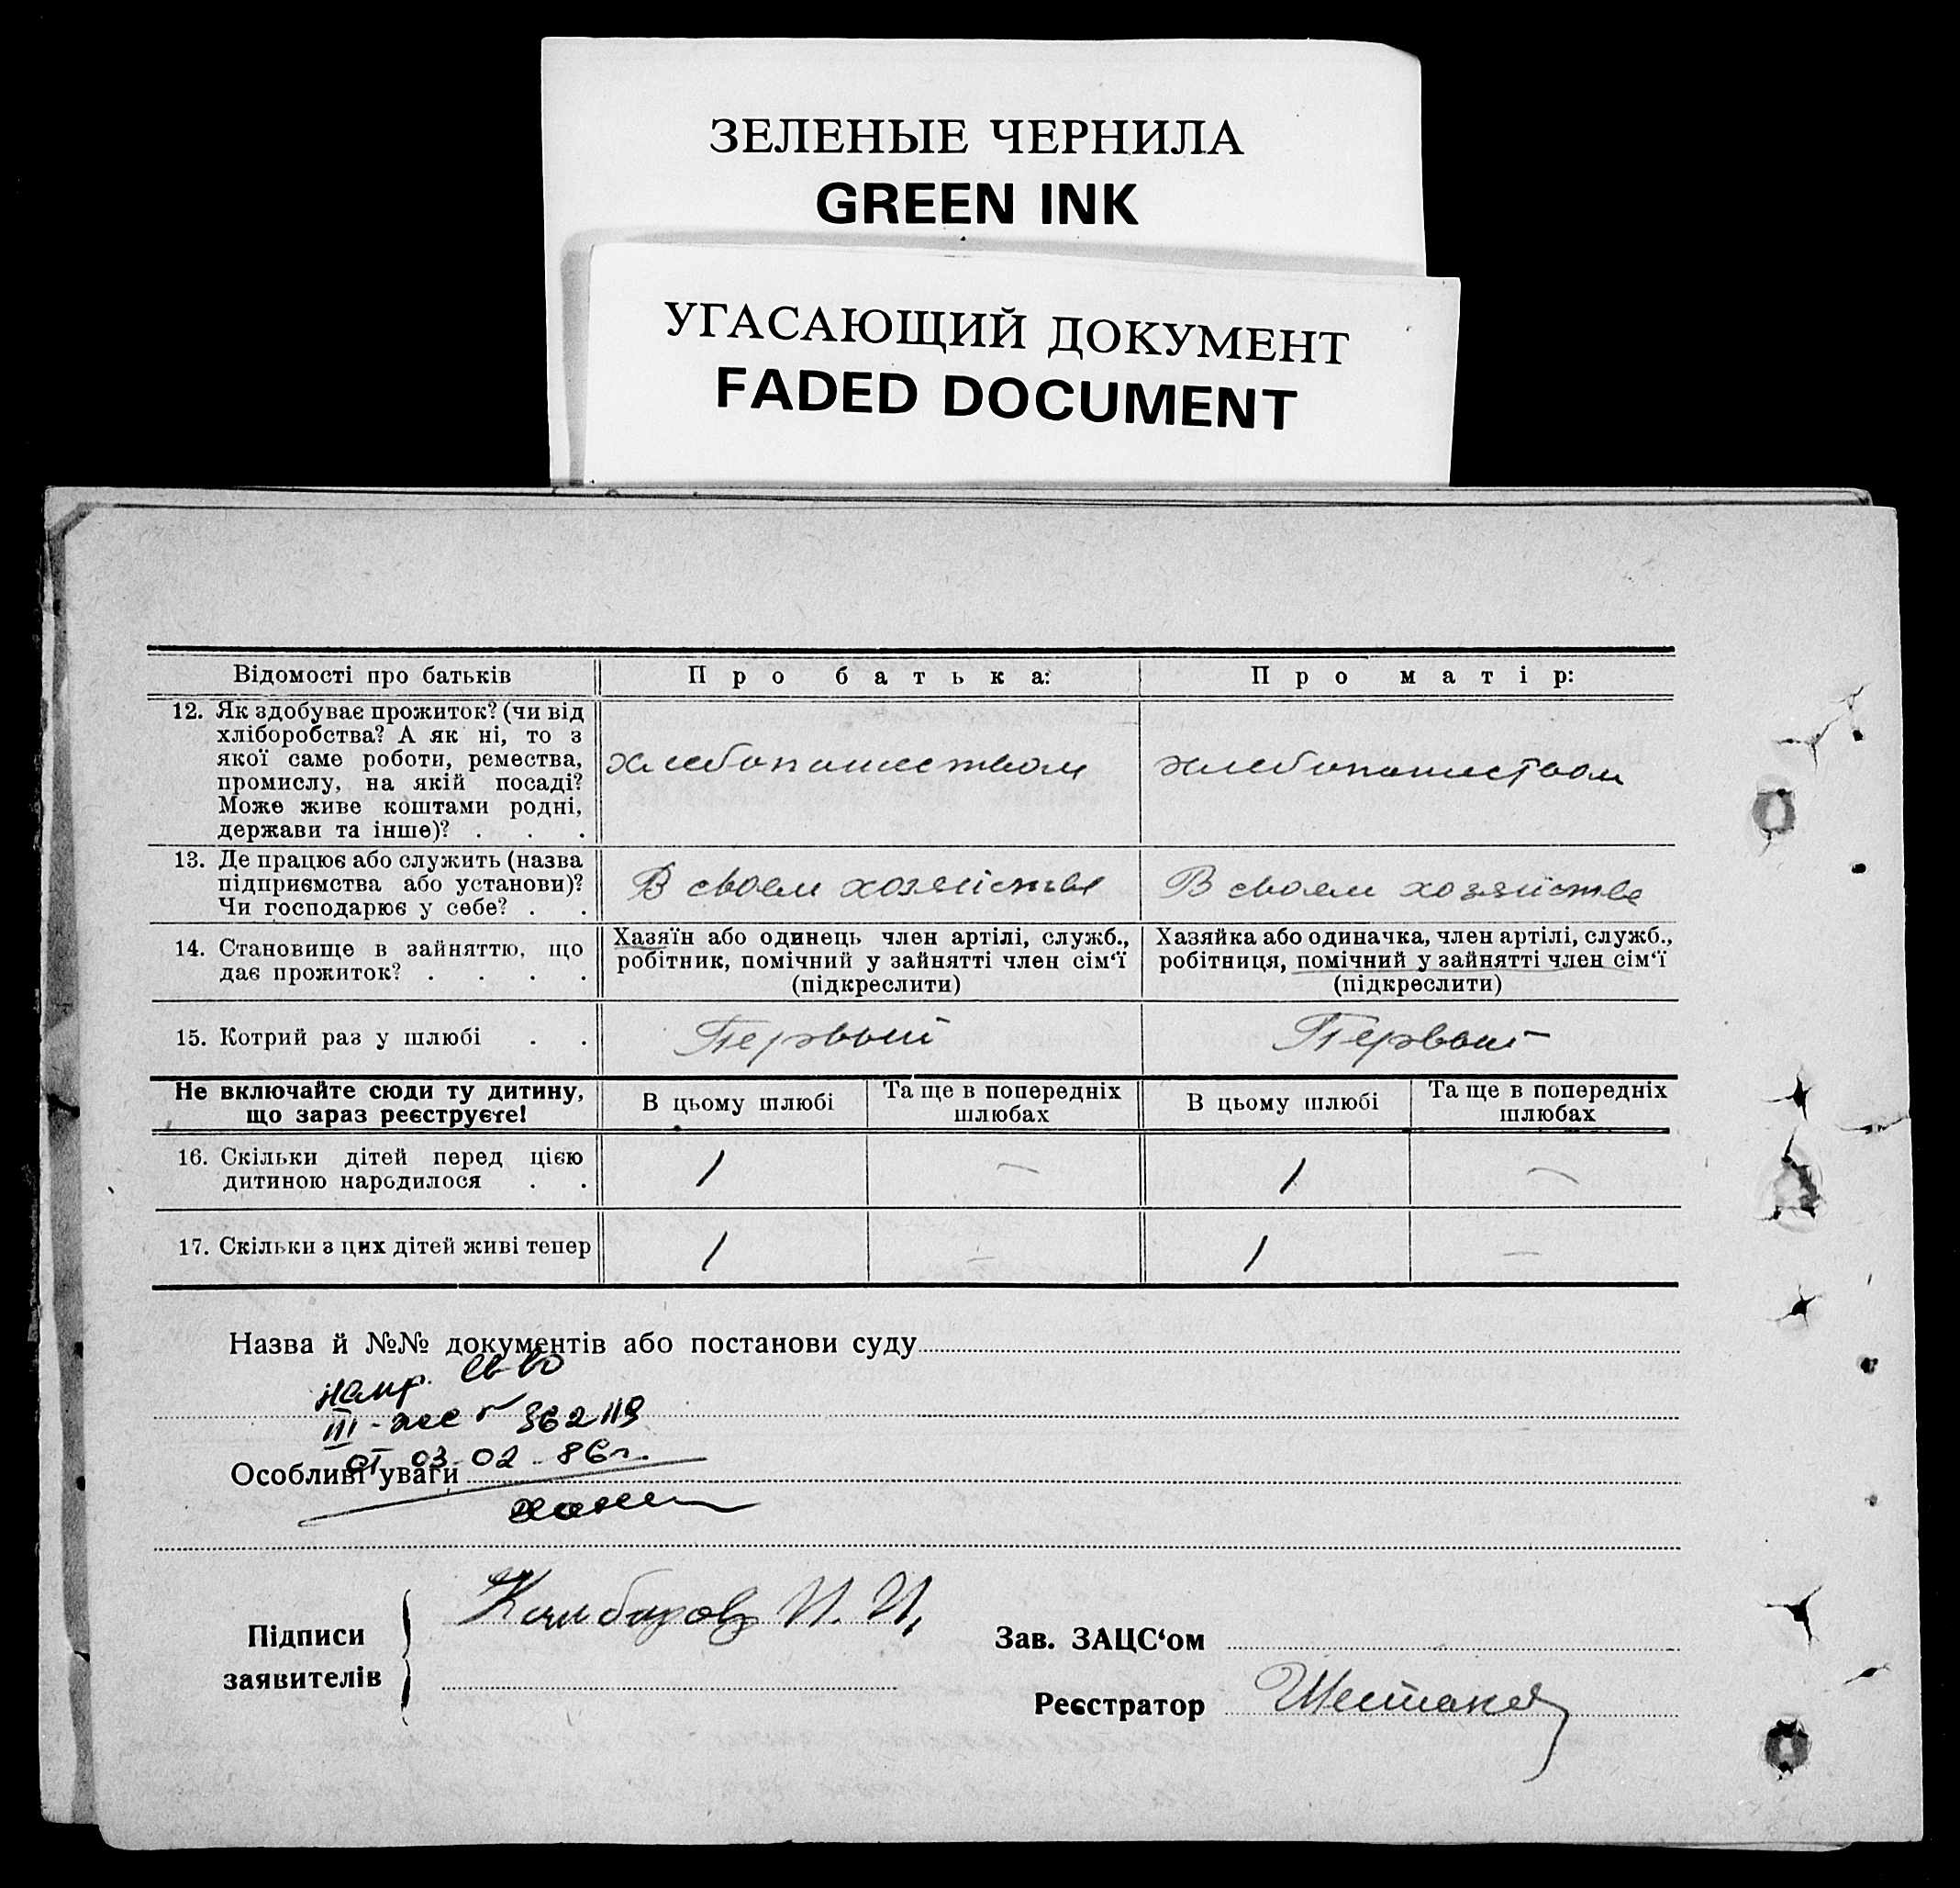 ЗЕЛЕНЫЕ ЧЕРНИЛА
GREEN INK
УГАСАЮЩИЙ ДОКУМЕНТ
FADED DOCUMENT
Відомості про батьків
Про батька:
Про матір:
12. Як здобуває прожиток? (чи від
хліборобства? А як ні, то з
якої саме роботи, ремества,
промислу, на якій посаді?
Може живе коштами родні,
держави та інше)? . . .
хлебопашеством
хлебопашеством
13. Де працює або служить (назва
підприємства або установи)?
Чи господарює у себе? . .
В своем хозяйстве
В своем хозяйстве
14. Становище в зайняттю, що
дає прожиток? . . . .
Хазяїн або одинець член артілі, служб.,
робітник, помічний у зайнятті член сім‘ї
(підкреслити)
Хазяйка або одиначка, член артілі, служб.,
робітниця, помічний у зайнятті член сім‘ї
(підкреслити)
15. Котрий раз у шлюбі . .
Первый
Первый
Не включайте сюди ту дитину,
що зараз реєструєте!
В цьому шлюбі
Та ще в попередніх
шлюбах
В цьому шлюбі
Та ще в попередніх
шлюбах
16. Скільки дітей перед цією
дитиною народилося . .
1 — 1 —
17. Скільки з цих дітей живі тепер
1 — 1 —
Назва й №№ документів або постанови суду
св-во
III-
362119
от 03-02-86г.
Особливі уваги
Підписи
заявителів
И. И.
Зав. ЗАЦС‘ом
Реєстратор